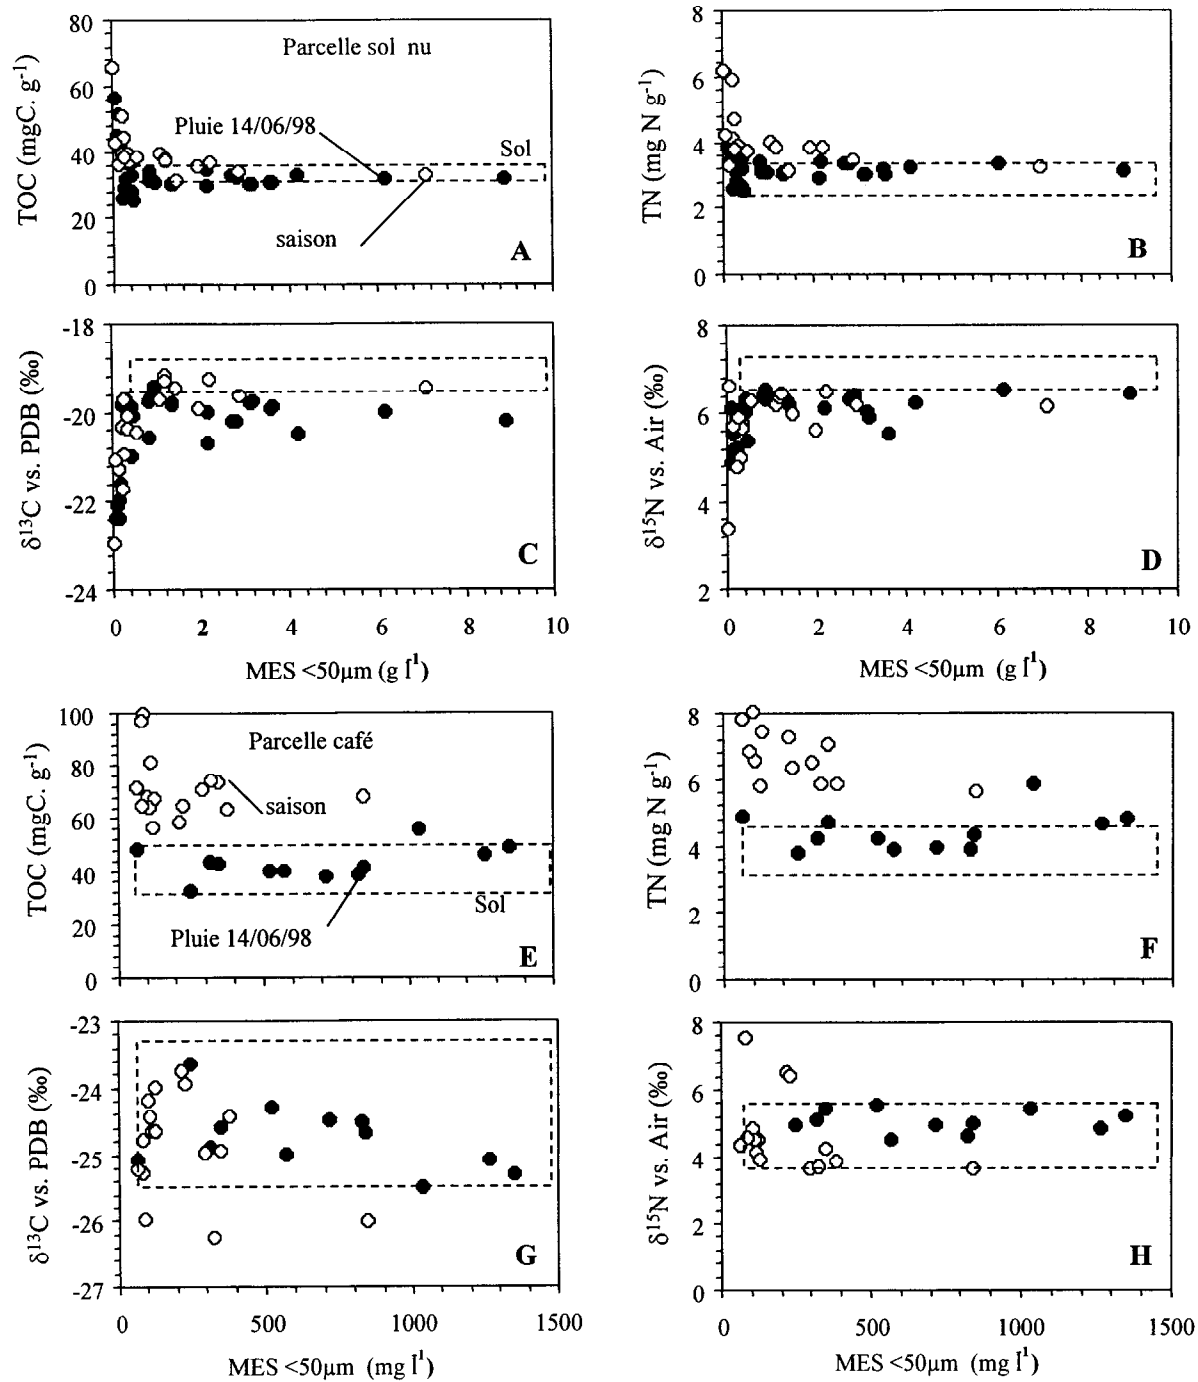 80
60
40
20
0
TOC (mgC. g-1)
Parcelle sol nu
Pluie 14/06/98
Sol
saison
A
8
6
4
2
0
TN (mg N g-1)
B
-18
-20
-22
-24
δ13C vs. PDB (‰)
C
0 2 4 6 8 10
MES <50µm (g l1)
8
6
4
2
δ15N vs. Air (‰)
D
0 2 4 6 8 10
MES <50µm (g l1)
100
80
60
40
20
0
TOC (mgC. g-1)
Parcelle café
saison
Sol
Pluie 14/06/98
E
8
6
4
2
0
TN (mg N g-1)
F
-23
-24
-25
-26
-27
δ13C vs. PDB (‰)
G
0 500 1000 1500
MES <50µm (mg l1)
8
6
4
2
0
δ15N vs. Air (‰)
H
0 500 1000 1500
MES <50µm (mg l1)